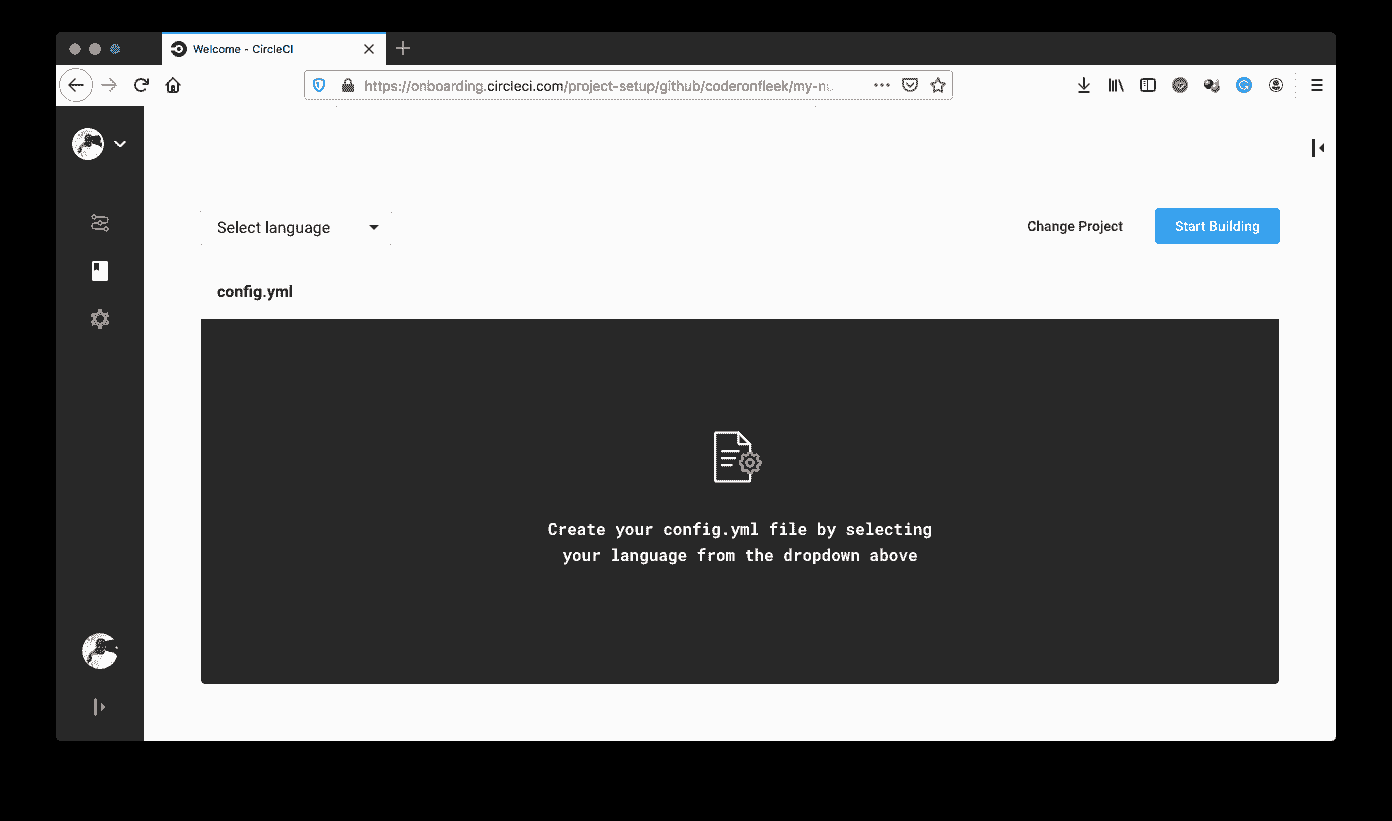 Welcome - CircleCI
https://onboarding.circleci.com/project-setup/github/coderonfleek/my-n
Select language
Change Project
Start Building
config.yml
Create your config.yml file by selecting
your language from the dropdown above